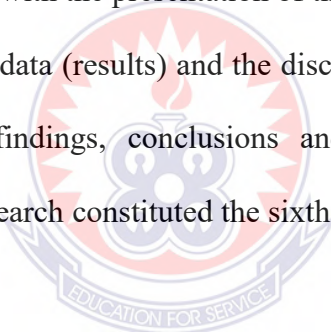 with the presentation of th
data (results) and the disc
findings, conclusions an
earch constituted the sixth
EDUCATION FOR SERVICE